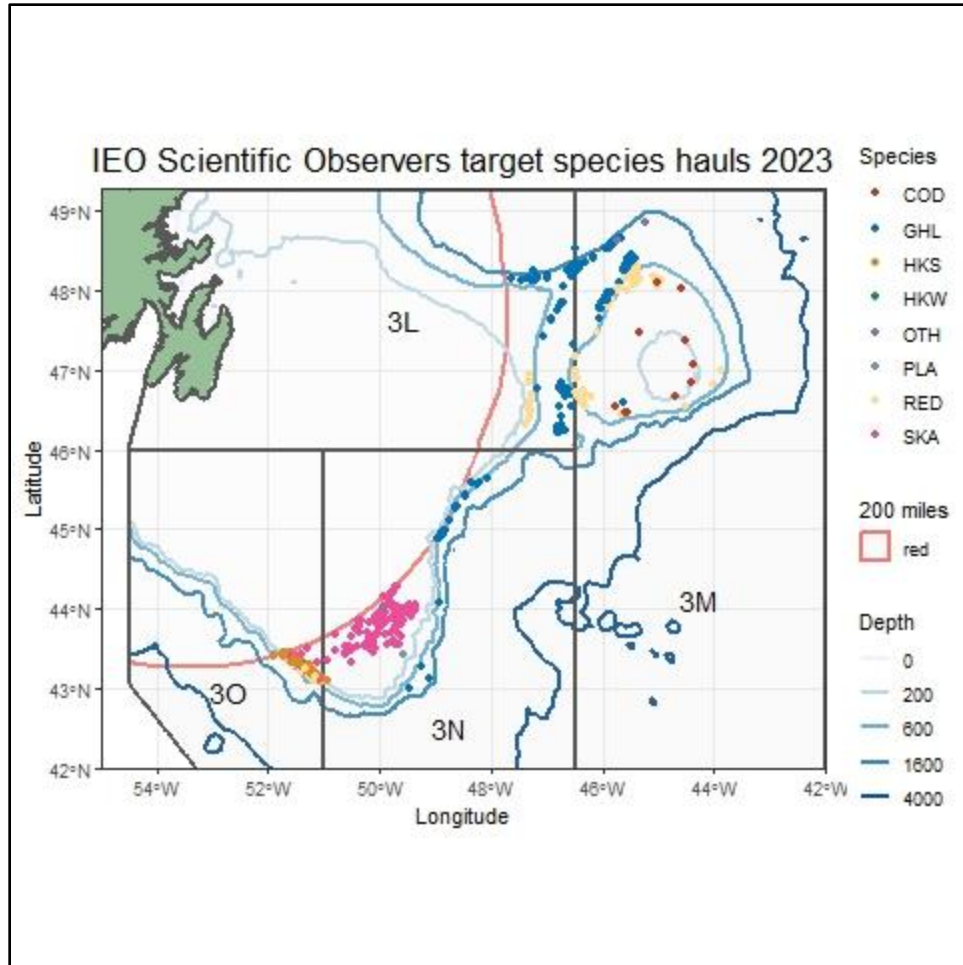 IEO Scientific Observers target species hauls 2023
Species
COD
GHL
HKS
HKW
OTH
PLA
RED
SKA
200 miles
red
Depth
0
200
600
1600
4000
49°N
48°N
47°N
46°N
45°N
44°N
43°N
42°N
Latitude
3L
3M
3O
3N
54°W
52°W
50°W
48°W
46°W
44°W
42°W
Longitude